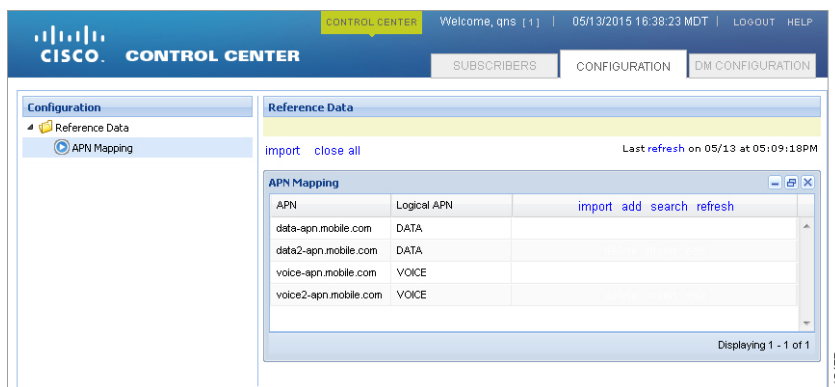 CONTROL CENTER Welcome, qns [1] | 05/13/2015 16:38:23 MDT | LOGOUT HELP
CISCO. CONTROL CENTER
SUBSCRIBERS CONFIGURATION DM CONFIGURATION
Configuration
Reference Data
APN Mapping
Reference Data
import close all Last refresh on 05/13 at 05:09:18PM
APN Mapping
APN Logical APN import add search refresh
data-apn.mobile.com DATA
data2-apn.mobile.com DATA
voice-apn.mobile.com VOICE
voice2-apn.mobile.com VOICE
Displaying 1 - 1 of 1